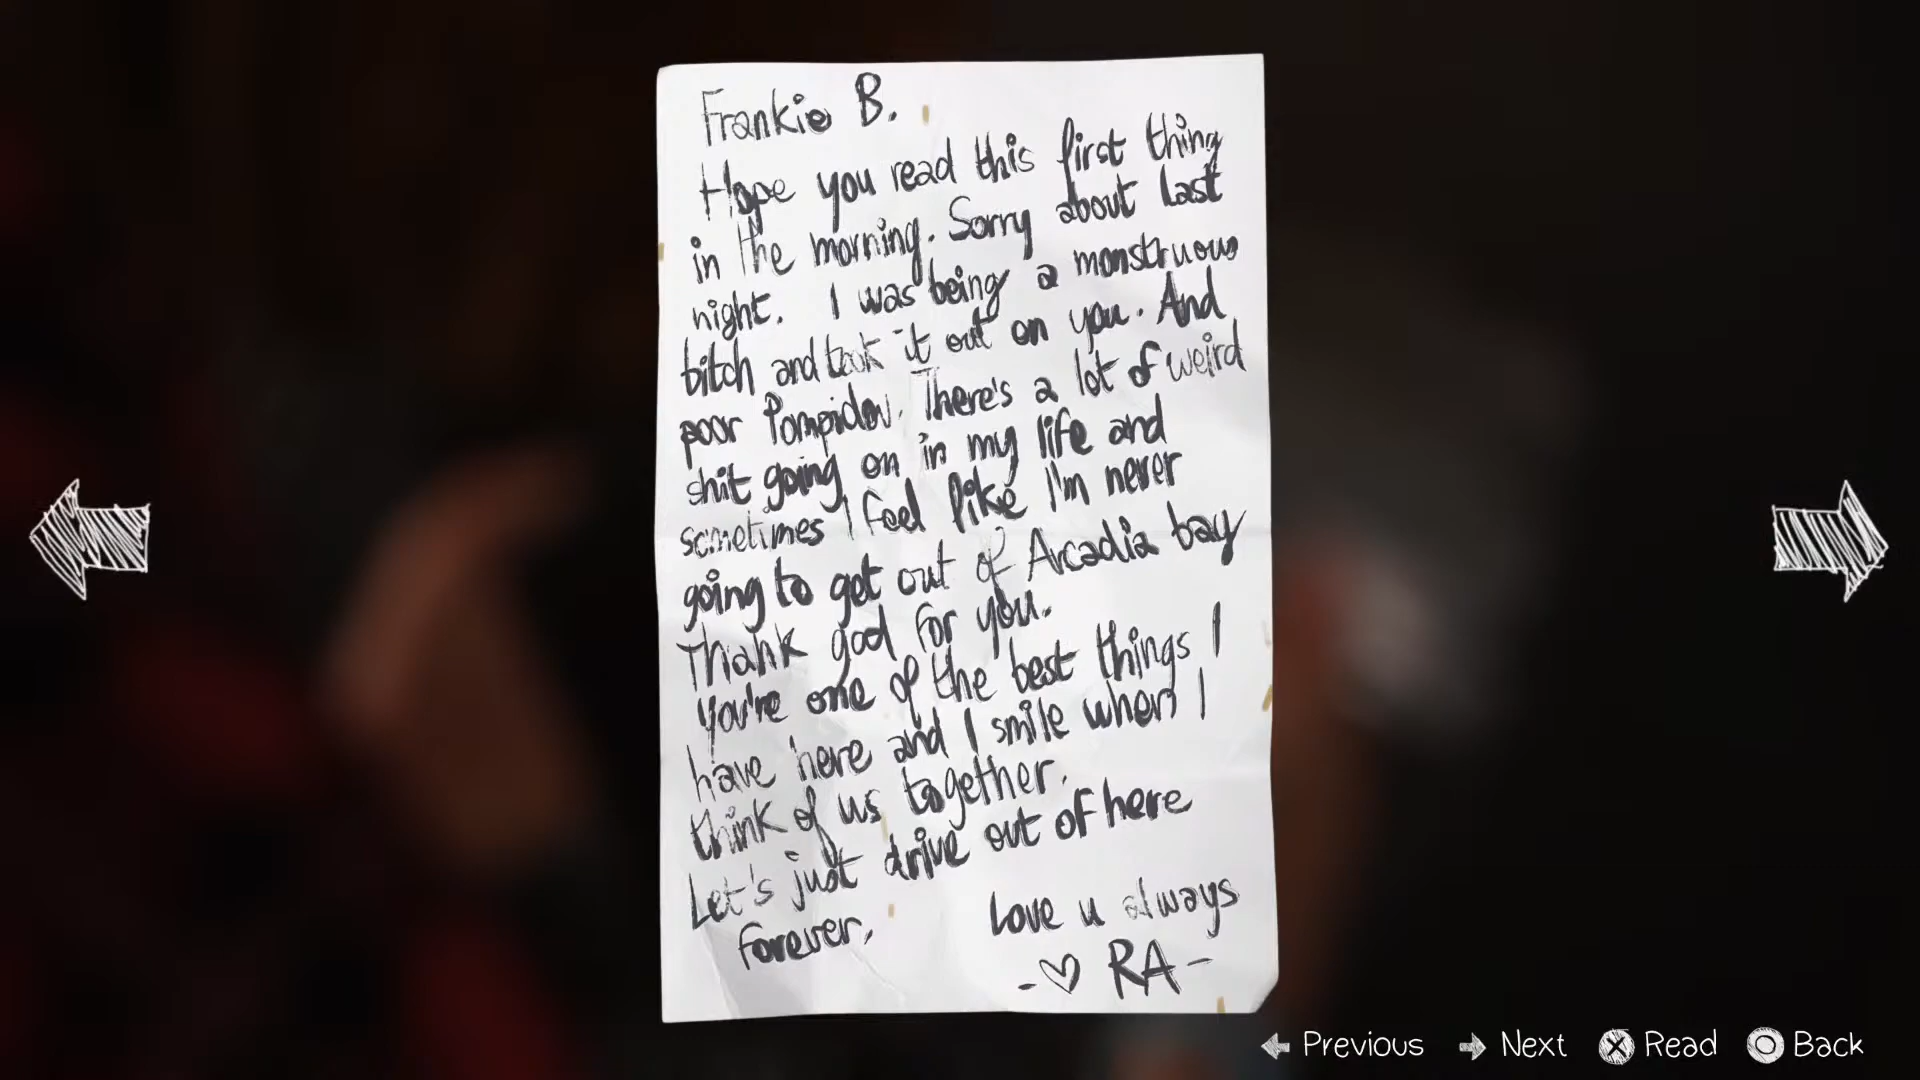 Frankie B.
Hope you read this first thing
in the morning. Sorry about last
night. I was being a monstruous
bitch and took it out on you. And
poor Pompidou. There's a lot of weird
shit going on in my life and
sometimes I feel like I'm never
going to get out of Arcadia bay
Thank god for you.
You're one of the best things I
have here and I smile when I
think of us together.
Let's just drive out of here
forever.
Love u always
-♡ RA-
Previous Next Read Back